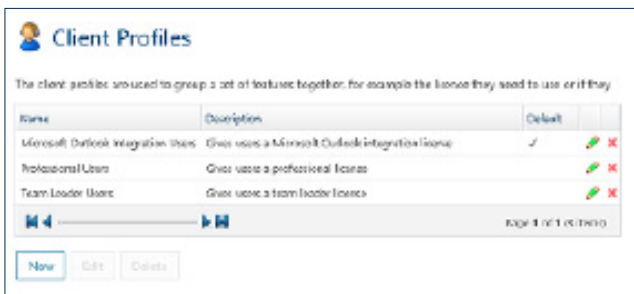 Client Profiles
The client profiles are used to group a set of features together, for example the licence they need to use or if they
Name Description Default
Microsoft Outlook Integration Users Gives users a Microsoft Outlook integration license ✓
Professional Users Gives users a professional license
Team Leader Users Gives users a team leader license
Page 1 of 1
New Edit Delete